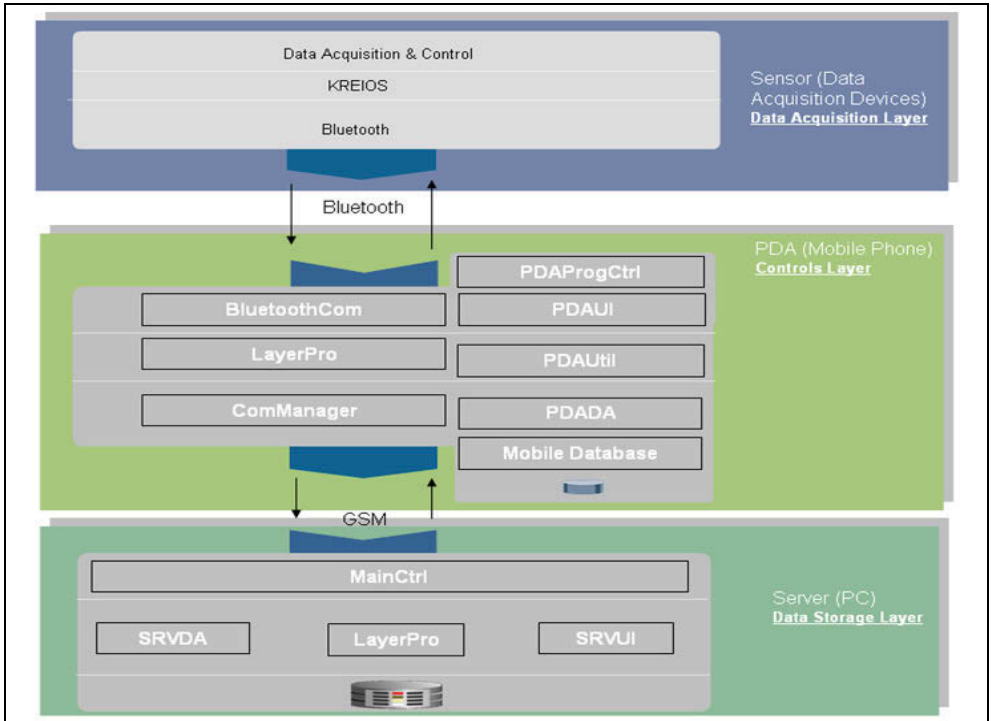 Data Acquisition & Control
KREIOS
Bluetooth
Sensor (Data
Acquisition Devices)
Data Acquisition Layer
Bluetooth
PDA (Mobile Phone)
Controls Layer
PDAProgCtrl
BluetoothCom
PDAUI
LayerPro
PDAUtil
ComManager
PDADA
Mobile Database
GSM
MainCtrl
SRVDA
LayerPro
SRVUI
Server (PC)
Data Storage Layer